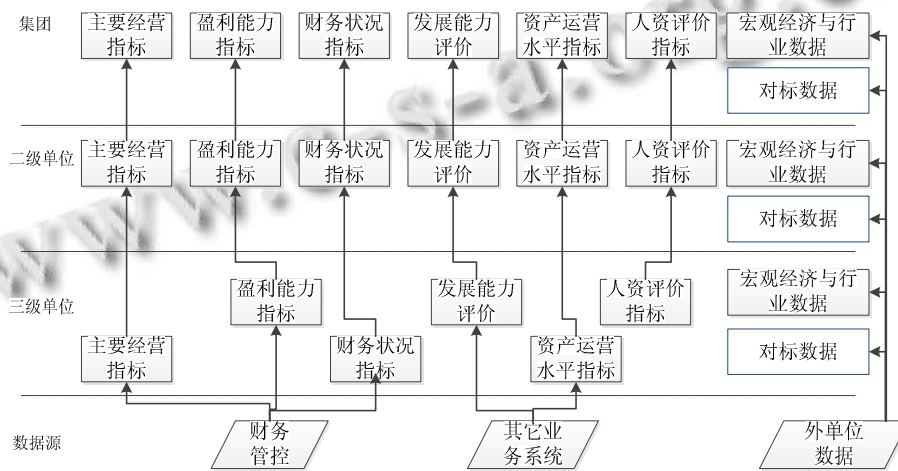 集团
主要经营
指标
盈利能力
指标
财务状况
指标
发展能力
评价
资产运营
水平指标
人资评价
指标
宏观经济与行
业数据
对标数据
二级单位
主要经营
指标
盈利能力
指标
财务状况
指标
发展能力
评价
资产运营
水平指标
人资评价
指标
宏观经济与行
业数据
对标数据
三级单位
盈利能力
指标
发展能力
评价
人资评价
指标
宏观经济与行
业数据
主要经营
指标
财务状况
指标
资产运营
水平指标
对标数据
数据源
财务
管控
其它业
务系统
外单位
数据
www.c-s-a.org